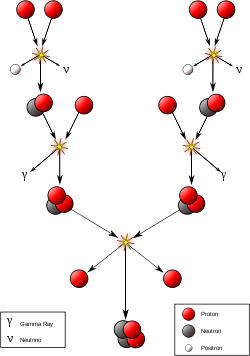 ν ν
γ γ
γ Gamma Ray
ν Neutrino
Proton
Neutron
Positron